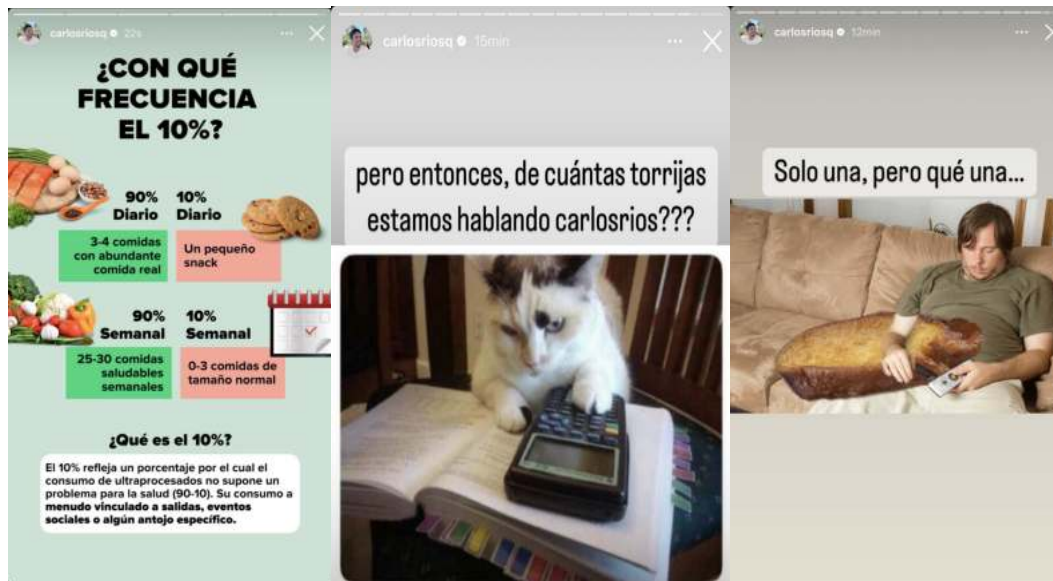 carlosriosq 22s
¿CON QUÉ
FRECUENCIA
EL 10%?
90%
Diario
10%
Diario
3-4 comidas
con abundante
comida real
Un pequeño
snack
90%
Semanal
10%
Semanal
25-30 comidas
saludables
semanales
0-3 comidas de
tamaño normal
¿Qué es el 10%?
El 10% refleja un porcentaje por el cual el
consumo de ultraprocesados no supone un
problema para la salud (90-10). Su consumo a
menudo vinculado a salidas, eventos
sociales o algún antojo específico.
carlosriosq 15min
pero entonces, de cuántas torrijas
estamos hablando carlosrios???
carlosriosq 12min
Solo una, pero qué una...